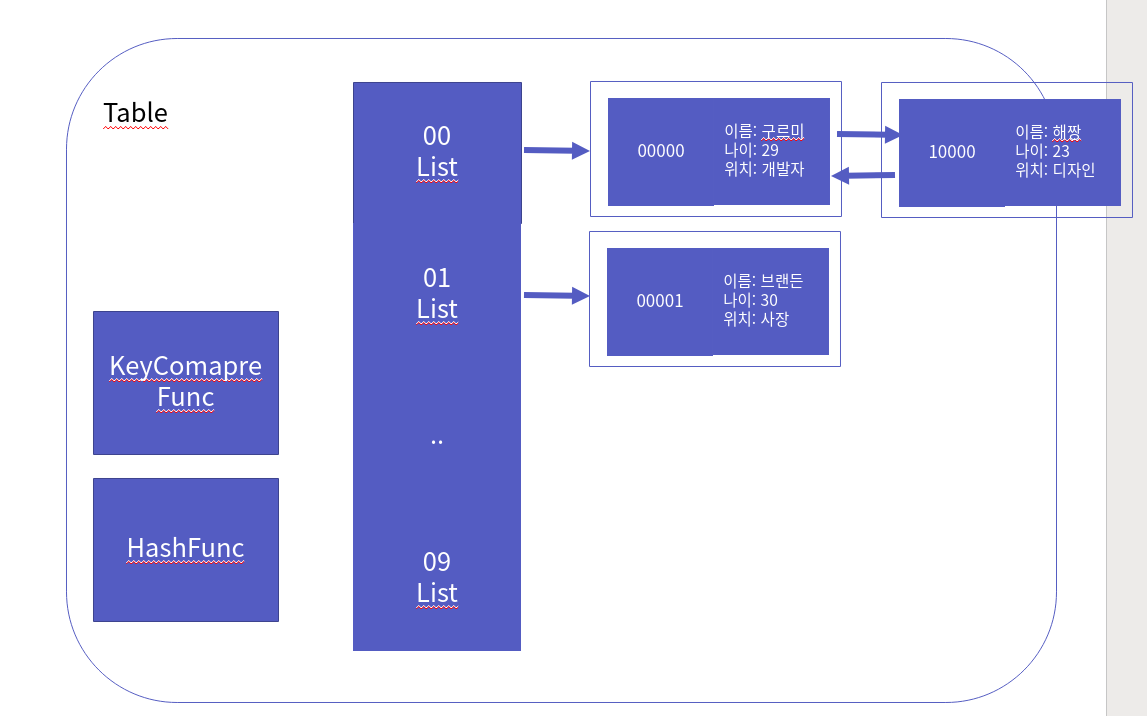 Table
00
List
00000
이름: 구르미
나이: 29
위치: 개발자
10000
이름: 해짱
나이: 23
위치: 디자인
01
List
00001
이름: 브랜든
나이: 30
위치: 사장
KeyComapre
Func
..
HashFunc
09
List